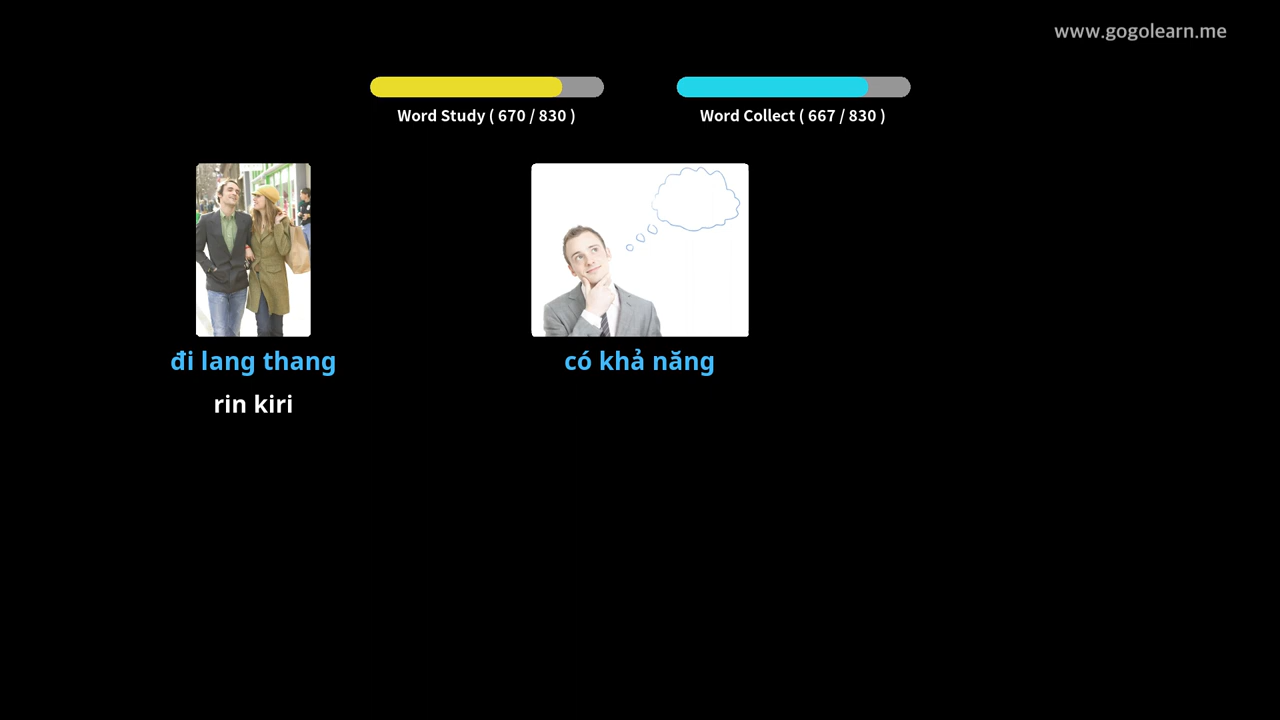 www.gogolearn.me
Word Study ( 670 / 830 )
Word Collect ( 667 / 830 )
đi lang thang
có khả năng
rin kiri